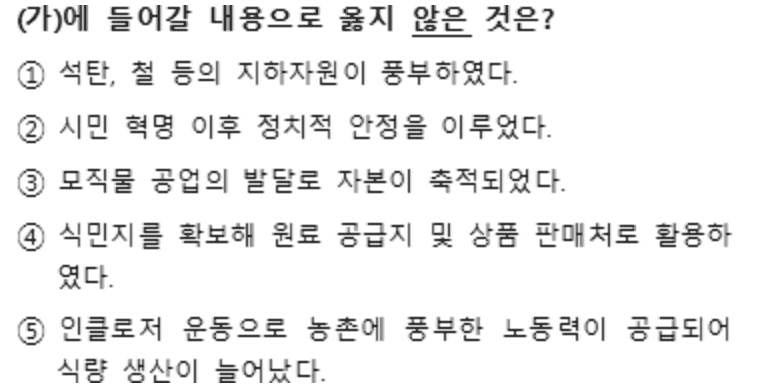 (가)에 들어갈 내용으로 옳지 않은 것은?
① 석탄, 철 등의 지하자원이 풍부하였다.
② 시민 혁명 이후 정치적 안정을 이루었다.
③ 모직물 공업의 발달로 자본이 축적되었다.
④ 식민지를 확보해 원료 공급지 및 상품 판매처로 활용하
였다.
⑤ 인클로저 운동으로 농촌에 풍부한 노동력이 공급되어
식량 생산이 늘어났다.